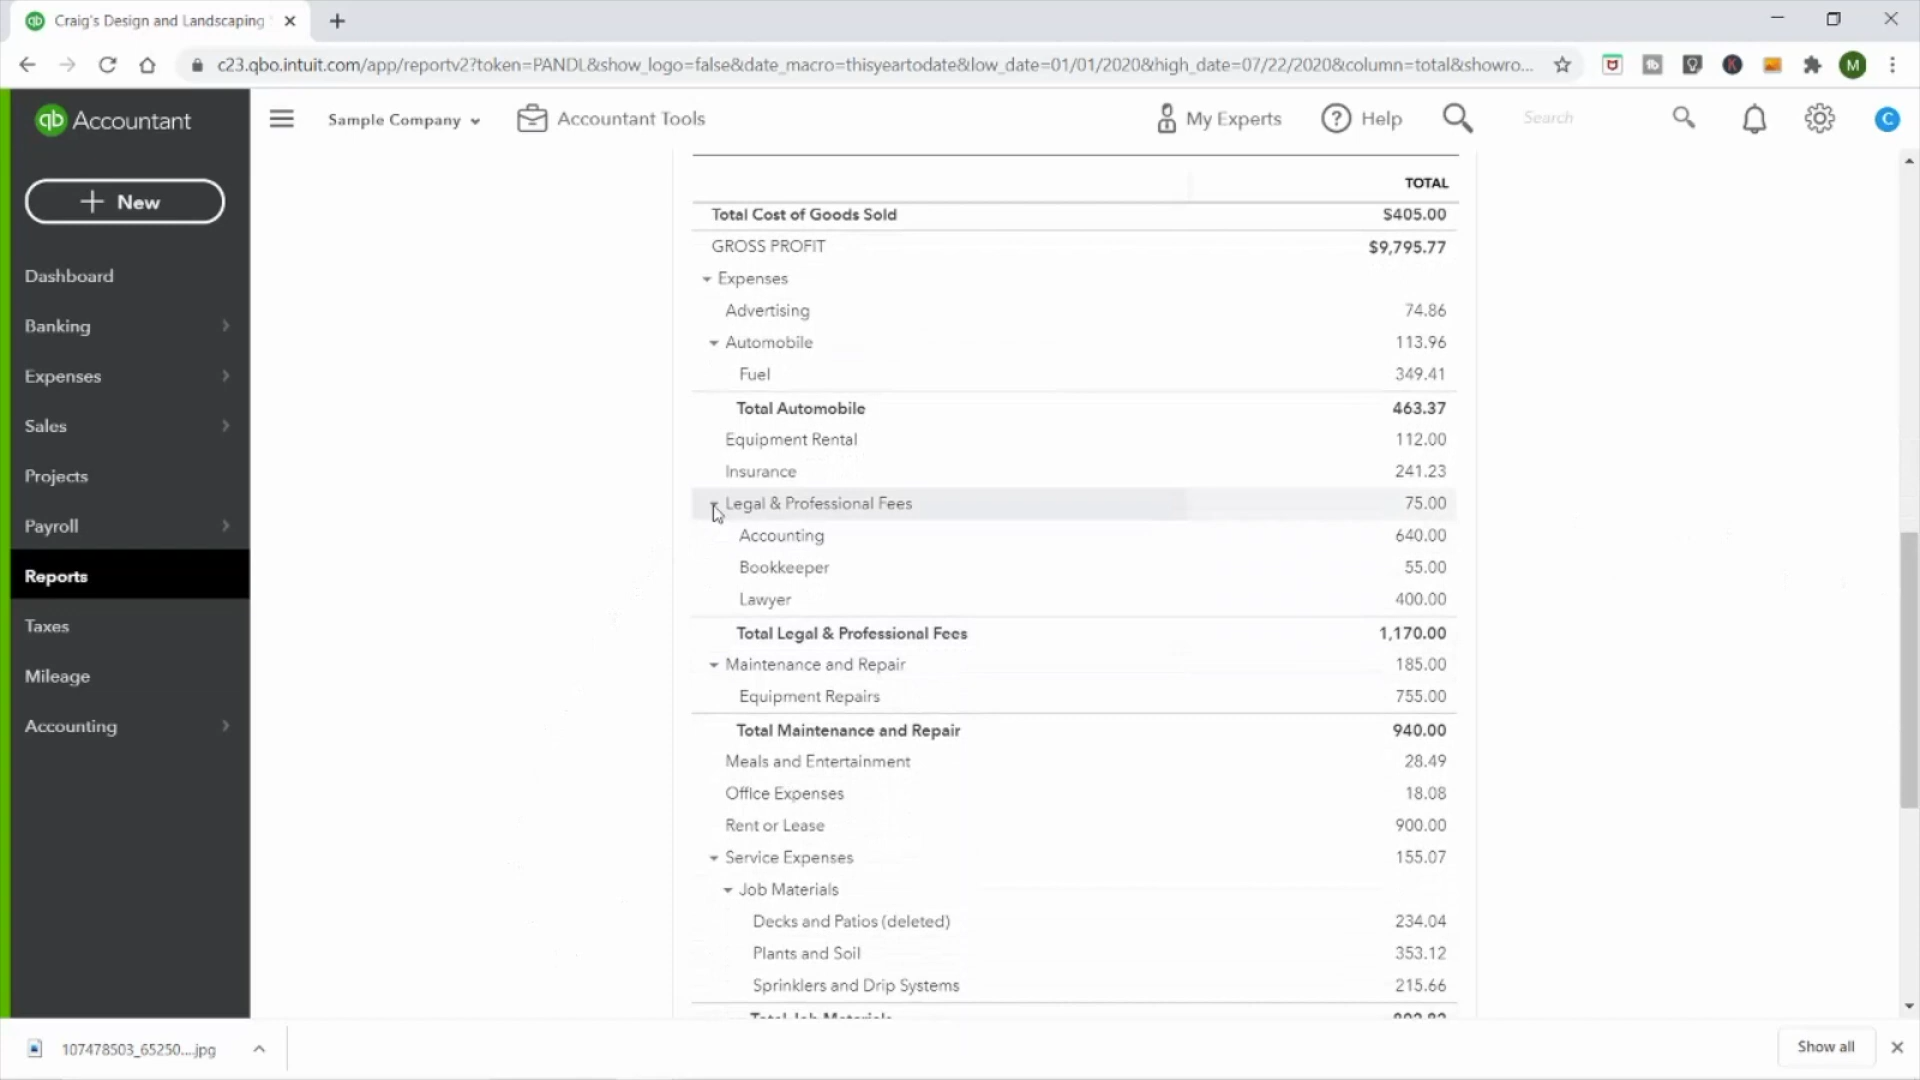 Craig's Design and Landscaping
c23.qbo.intuit.com/app/reportv2?token=PANDL&show_logo=false&date_macro=thisyeartodate&low_date=01/01/2020&high_date=07/22/2020&column=total&showro...
qb Accountant
Sample Company
Accountant Tools
My Experts
Help
Search
C
M
+ New
Dashboard
Banking
Expenses
Sales
Projects
Payroll
Reports
Taxes
Mileage
Accounting
TOTAL
Total Cost of Goods Sold $405.00
GROSS PROFIT $9,795.77
Expenses
Advertising 74.86
Automobile 113.96
Fuel 349.41
Total Automobile 463.37
Equipment Rental 112.00
Insurance 241.23
Legal & Professional Fees 75.00
Accounting 640.00
Bookkeeper 55.00
Lawyer 400.00
Total Legal & Professional Fees 1,170.00
Maintenance and Repair 185.00
Equipment Repairs 755.00
Total Maintenance and Repair 940.00
Meals and Entertainment 28.49
Office Expenses 18.08
Rent or Lease 900.00
Service Expenses 155.07
Job Materials
Decks and Patios (deleted) 234.04
Plants and Soil 353.12
Sprinklers and Drip Systems 215.66
Total Job Materials 802.82
107478503_65250....jpg
Show all